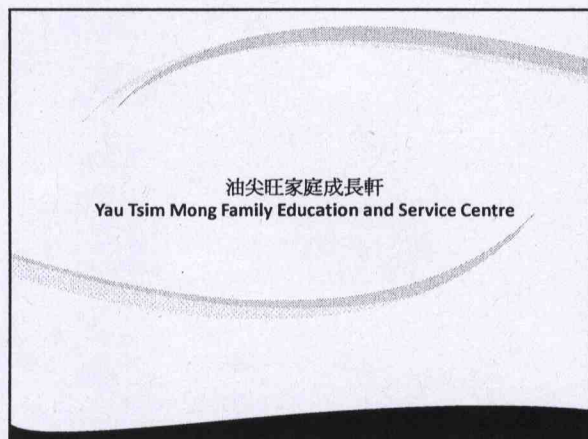 油尖旺家庭成長軒
Yau Tsim Mong Family Education and Service Centre